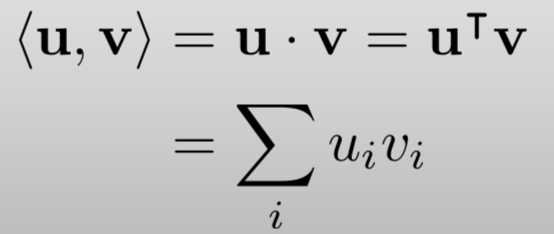 ⟨u, v⟩ = u · v = uᵀv
= ∑ᵢ uᵢvᵢ